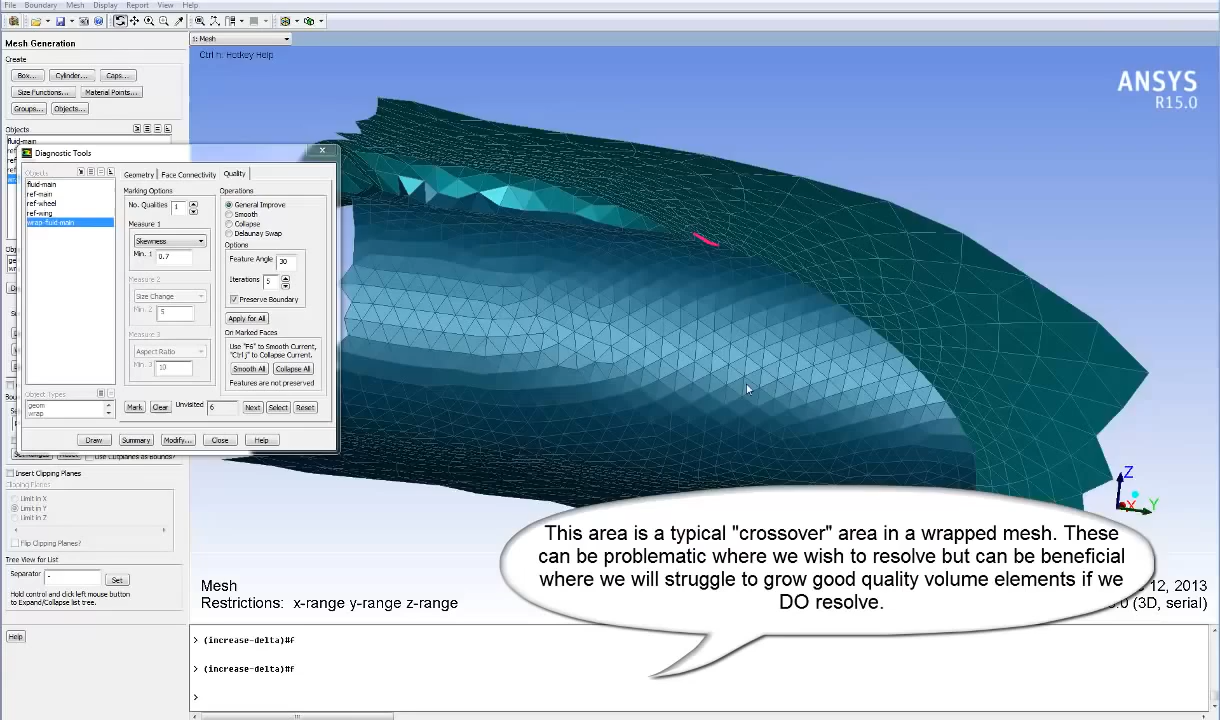 File Boundary Mesh Display Report View Help
Mesh Generation
1: Mesh
Ctrl h: Hotkey Help
Create
Box... Cylinder... Caps...
Size Functions... Material Points...
Groups... Objects...
Objects
fluid-main
ANSYS
R15.0
Diagnostic Tools
Objects
fluid-main
ref-main
ref-wheel
ref-wing
wrap-fluid-main
Object Types
geom
wrap
Geometry Face Connectivity Quality
Marking Options
No. Qualities 1
Measure 1
Skewness
Min. 1 0.7
Measure 2
Size Change
Min. 2 5
Measure 3
Aspect Ratio
Min. 3 10
Operations
General Improve
Smooth
Collapse
Delaunay Swap
Options
Feature Angle 30
Iterations 5
Preserve Boundary
Apply for All
On Marked Faces
Use "F6" to Smooth Current,
"Ctrl j" to Collapse Current.
Smooth All Collapse All
Features are not preserved
Mark Clear Unvisited 6 Next Select Reset
Draw Summary Modify... Close Help
Insert Clipping Planes
Clipping Planes
Limit in X
Limit in Y
Limit in Z
Flip Clipping Planes?
Tree View for List
Separator - Set
Hold control and click left mouse button
to Expand/Collapse list tree.
Help
Z
X Y
This area is a typical "crossover" area in a wrapped mesh. These
can be problematic where we wish to resolve but can be beneficial
where we will struggle to grow good quality volume elements if we
DO resolve.
Mesh
Restrictions: x-range y-range z-range
12, 2013
(3D, serial)
> (increase-delta)#f
> (increase-delta)#f
>